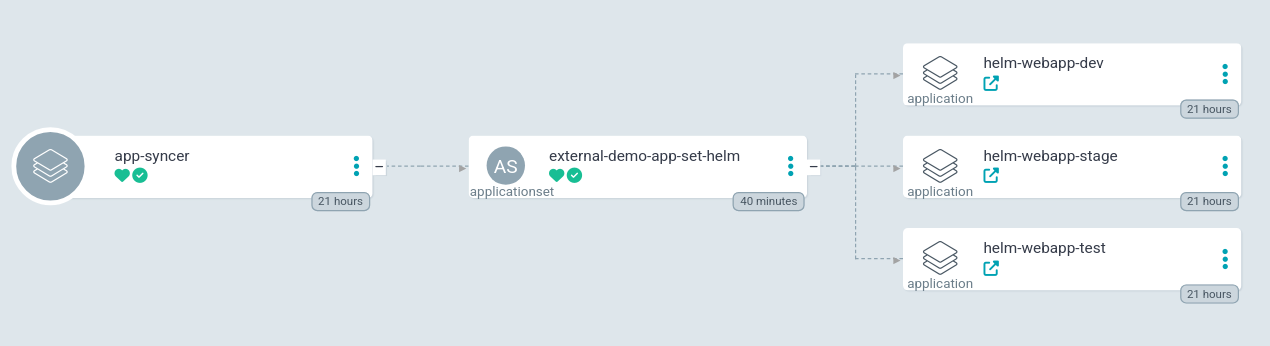 app-syncer
21 hours
AS
applicationset
external-demo-app-set-helm
40 minutes
helm-webapp-dev
application
21 hours
helm-webapp-stage
application
21 hours
helm-webapp-test
application
21 hours